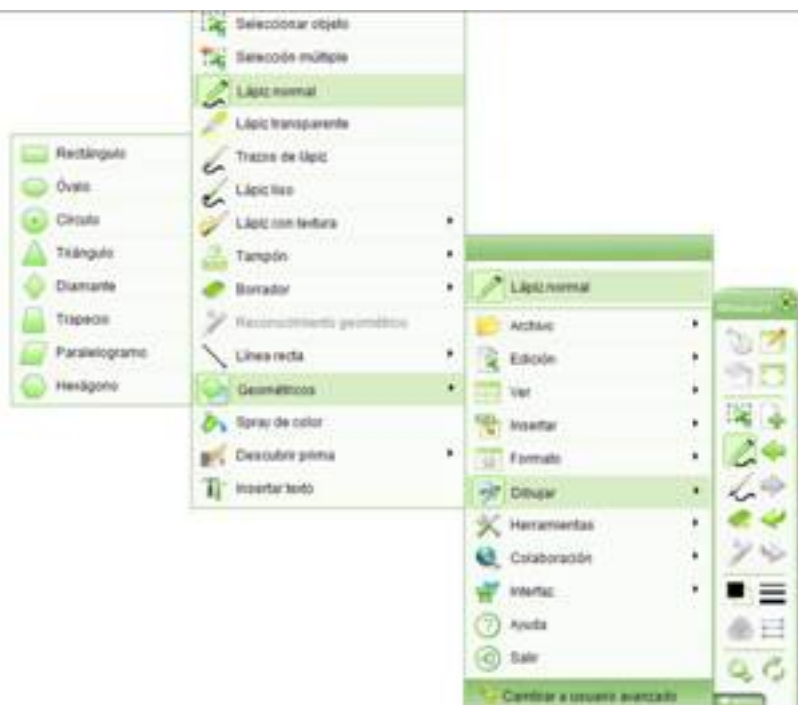 Seleccionar objeto
Selección múltiple
Lápiz normal
Lápiz transparente
Trazos de lápiz
Lápiz liso
Lápiz con textura
Tampón
Borrador
Reconocimiento geométrico
Línea recta
Geométricos
Spray de color
Descubrir prima
Insertar texto
Rectángulo
Óvalo
Círculo
Triángulo
Diamante
Trapecio
Paralelogramo
Hexágono
Lápiz normal
Archivo
Edición
Ver
Insertar
Formato
Dibujar
Herramientas
Colaboración
Interfaz
Ayuda
Salir
Cambiar a usuario avanzado